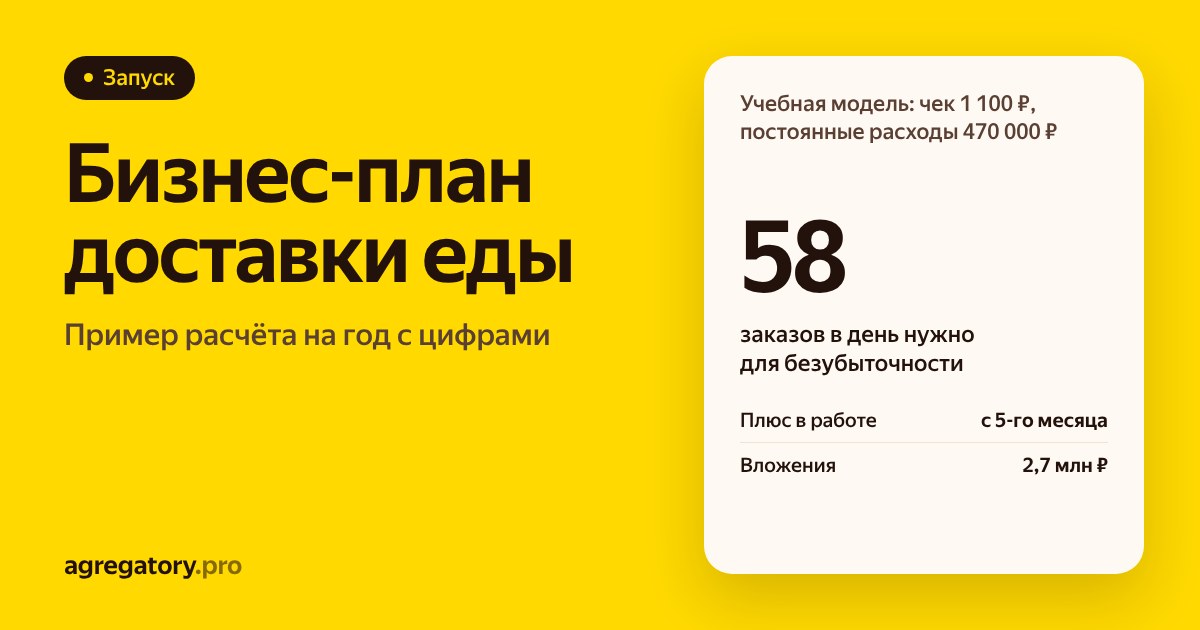 Запуск
Бизнес-план
доставки еды
Пример расчёта на год с цифрами
agregatory.pro
Учебная модель: чек 1 100 ₽,
постоянные расходы 470 000 ₽
58
заказов в день нужно
для безубыточности
Плюс в работе с 5-го месяца
Вложения 2,7 млн ₽